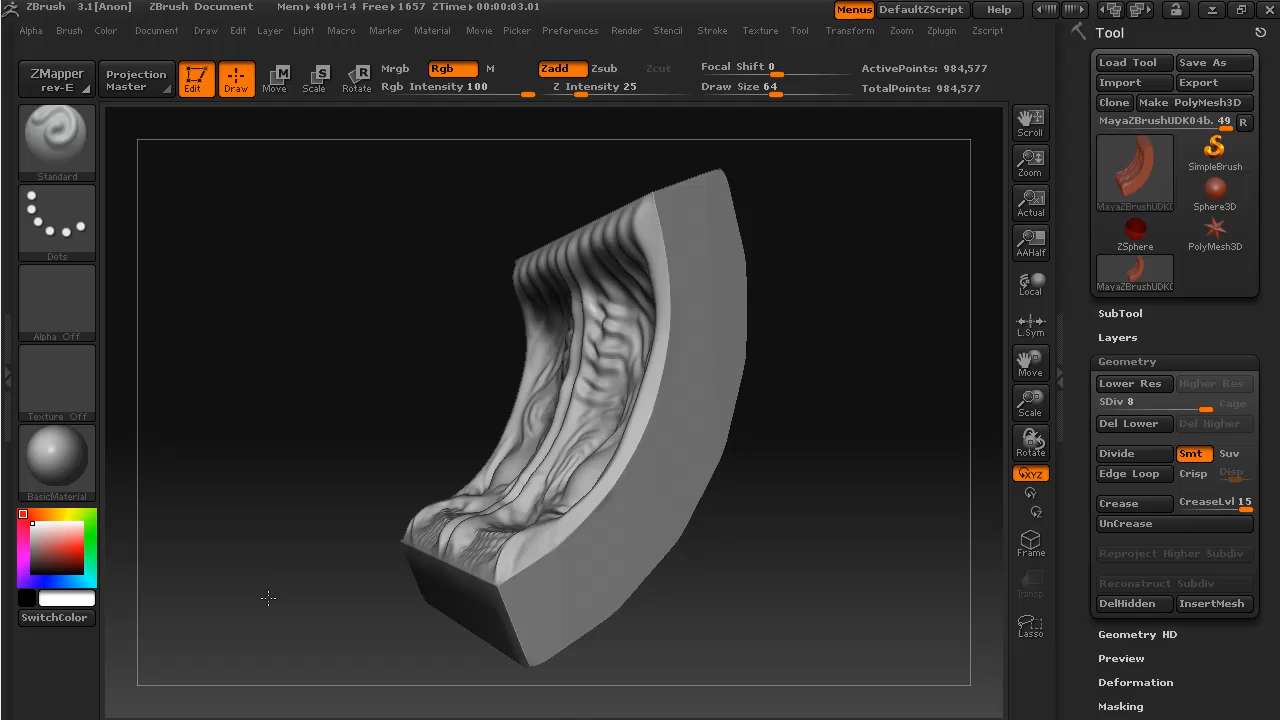 ZBrush 3.1[Anon] ZBrush Document Mem▶400+14 Free▶1657 ZTime▶00:00:03.01 Menus DefaultZScript Help
Alpha Brush Color Document Draw Edit Layer Light Macro Marker Material Movie Picker Preferences Render Stencil Stroke Texture Tool Transform Zoom Zplugin Zscript
Tool
ZMapper
rev-E
Projection
Master
Edit
Draw
Move
Scale
Rotate
Mrgb Rgb M
Rgb Intensity 100
Zadd Zsub Zcut
Z Intensity 25
Focal Shift 0
Draw Size 64
ActivePoints: 984,577
TotalPoints: 984,577
Standard
Dots
Alpha Off
Texture Off
BasicMaterial
SwitchColor
Scroll
Zoom
Actual
AAHalf
Local
L.Sym
Move
Scale
Rotate
XYZ
Y
Z
Frame
Transp
Lasso
Load Tool Save As
Import Export
Clone Make PolyMesh3D
MayaZBrushUDK04b. 49 R
MayaZBrushUDK0
SimpleBrush
Sphere3D
ZSphere
PolyMesh3D
MayaZBrushUDK0
SubTool
Layers
Geometry
Lower Res Higher Res
SDiv 8 Cage
Del Lower Del Higher
Divide Smt Suv
Edge Loop Crisp Disp
Crease CreaseLvl 15
UnCrease
Reproject Higher Subdiv
Reconstruct Subdiv
DelHidden InsertMesh
Geometry HD
Preview
Deformation
Masking